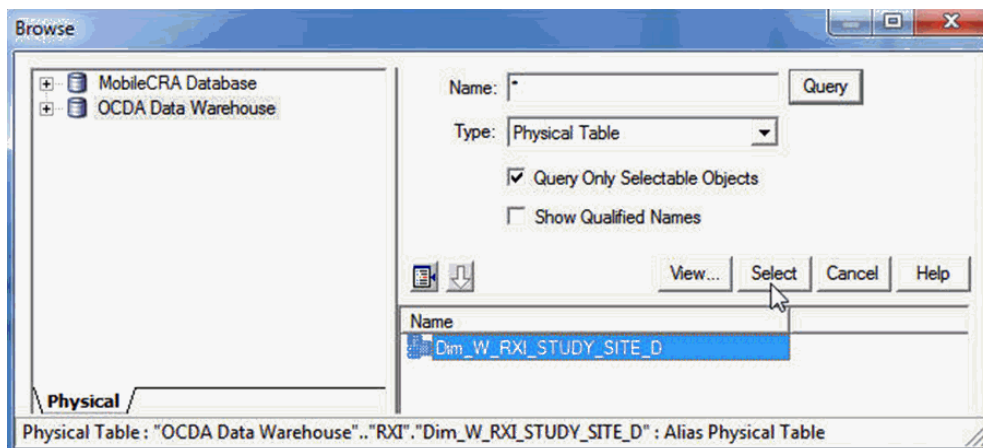 Browse
MobileCRA Database
OCDA Data Warehouse
Physical
Name: *
Query
Type: Physical Table
Query Only Selectable Objects
Show Qualified Names
View... Select Cancel Help
Name
Dim_W_RXI_STUDY_SITE_D
Physical Table : "OCDA Data Warehouse".."RXI"."Dim_W_RXI_STUDY_SITE_D" : Alias Physical Table